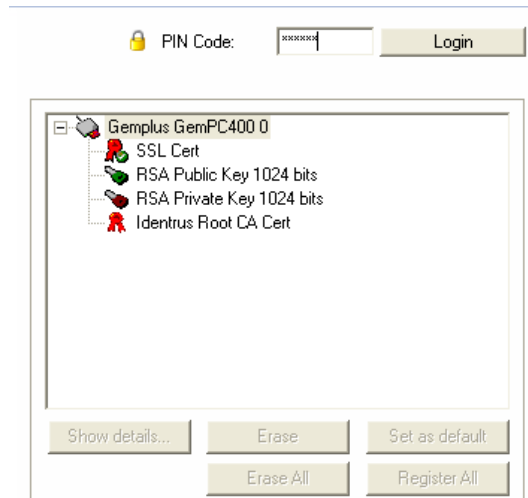 PIN Code: ×××××× Login
Gemplus GemPC400 0
SSL Cert
RSA Public Key 1024 bits
RSA Private Key 1024 bits
Identrus Root CA Cert
Show details... Erase Set as default
Erase All Register All